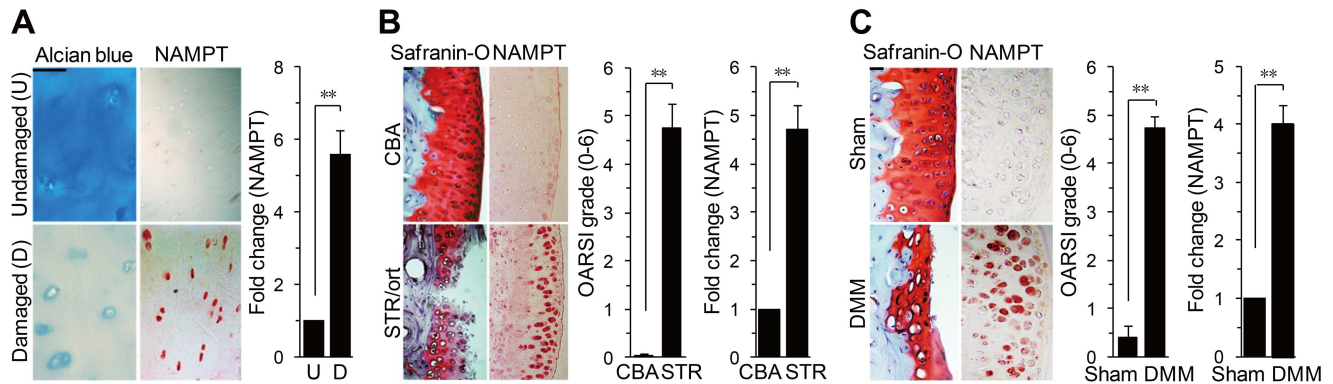 A
Alcian blue NAMPT
Undamaged (U)
Damaged (D)
Fold change (NAMPT)
8
6
4
2
0
**
U D
B
Safranin-O NAMPT
CBA
STR/ort
OARSI grade (0-6)
6
5
4
3
2
1
0
**
CBA STR
Fold change (NAMPT)
6
5
4
3
2
1
0
**
CBA STR
C
Safranin-O NAMPT
Sham
DMM
OARSI grade (0-6)
6
5
4
3
2
1
0
**
Sham DMM
Fold change (NAMPT)
5
4
3
2
1
0
**
Sham DMM